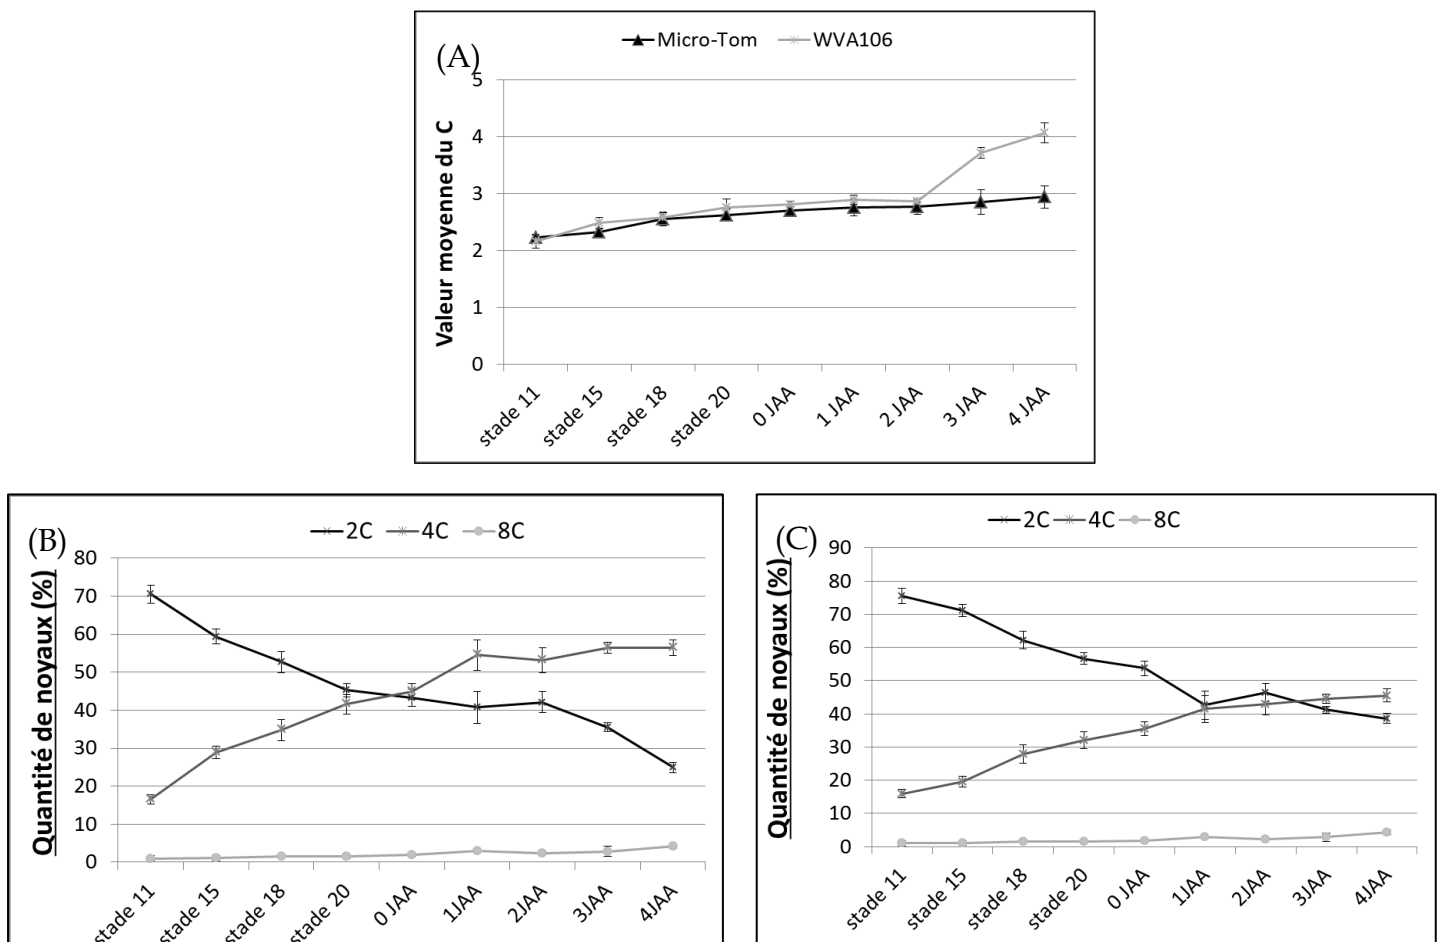 (A)
Micro-Tom WVA106
Valeur moyenne du C
5
4
3
2
1
0
stade 11 stade 15 stade 18 stade 20 0 JAA 1 JAA 2 JAA 3 JAA 4 JAA
(B)
2C 4C 8C
Quantité de noyaux (%)
80
70
60
50
40
30
20
10
0
stade 11 stade 15 stade 18 stade 20 0 JAA 1JAA 2JAA 3JAA 4JAA
(C)
2C 4C 8C
Quantité de noyaux (%)
90
80
70
60
50
40
30
20
10
0
stade 11 stade 15 stade 18 stade 20 0 JAA 1JAA 2JAA 3JAA 4JAA